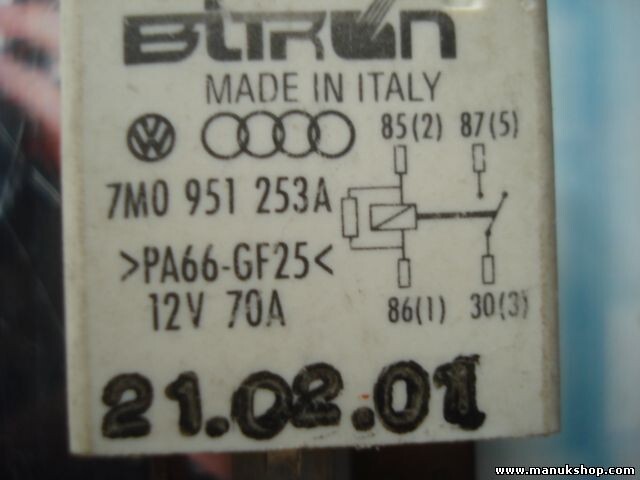 BITRON
MADE IN ITALY
85(2) 87(5)
7M0 951 253A
>PA66-GF25<
12V 70A
86(1) 30(3)
21.02.01
www.manukshop.com